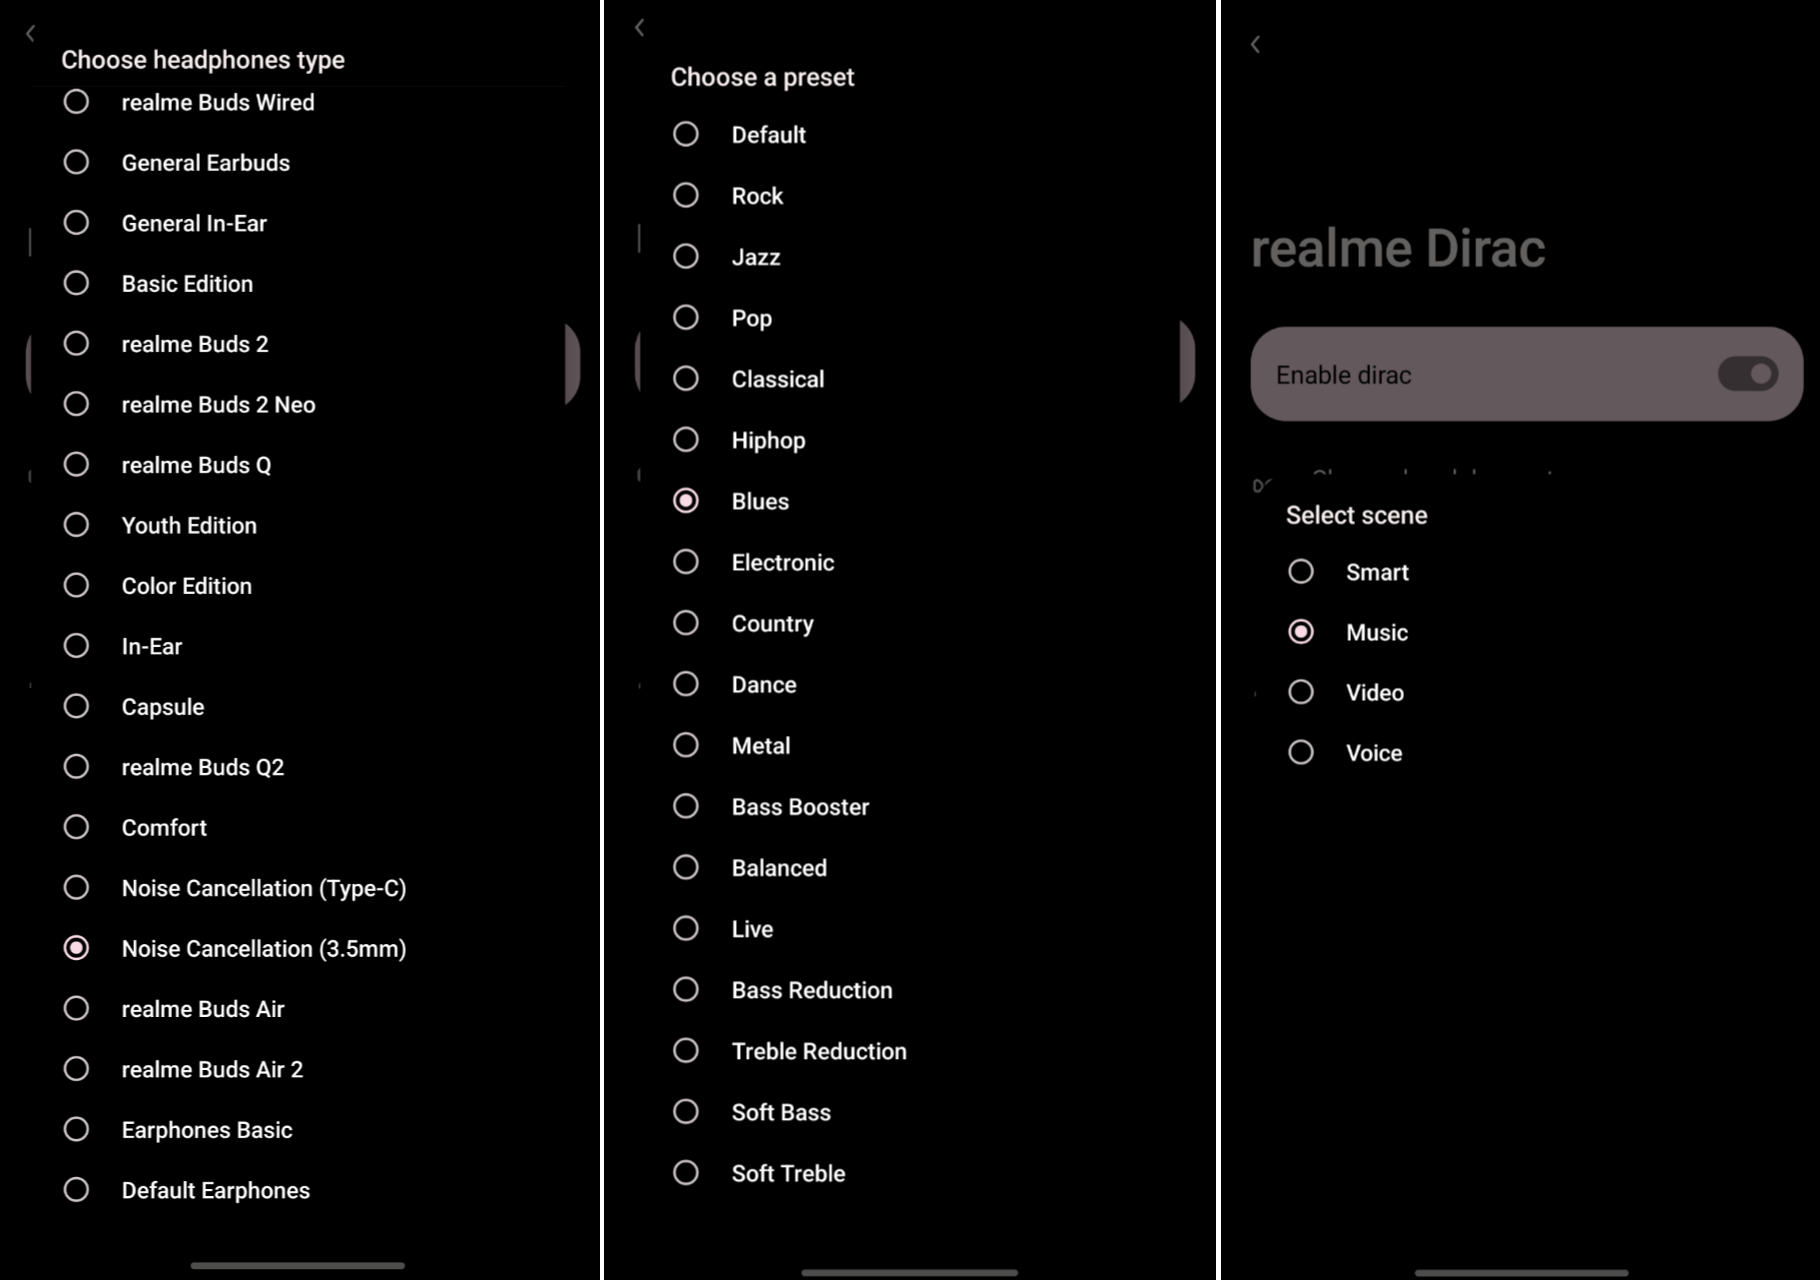 Choose headphones type
realme Buds Wired
General Earbuds
General In-Ear
Basic Edition
realme Buds 2
realme Buds 2 Neo
realme Buds Q
Youth Edition
Color Edition
In-Ear
Capsule
realme Buds Q2
Comfort
Noise Cancellation (Type-C)
Noise Cancellation (3.5mm)
realme Buds Air
realme Buds Air 2
Earphones Basic
Default Earphones
Choose a preset
Default
Rock
Jazz
Pop
Classical
Hiphop
Blues
Electronic
Country
Dance
Metal
Bass Booster
Balanced
Live
Bass Reduction
Treble Reduction
Soft Bass
Soft Treble
realme Dirac
Enable dirac
Select scene
Smart
Music
Video
Voice